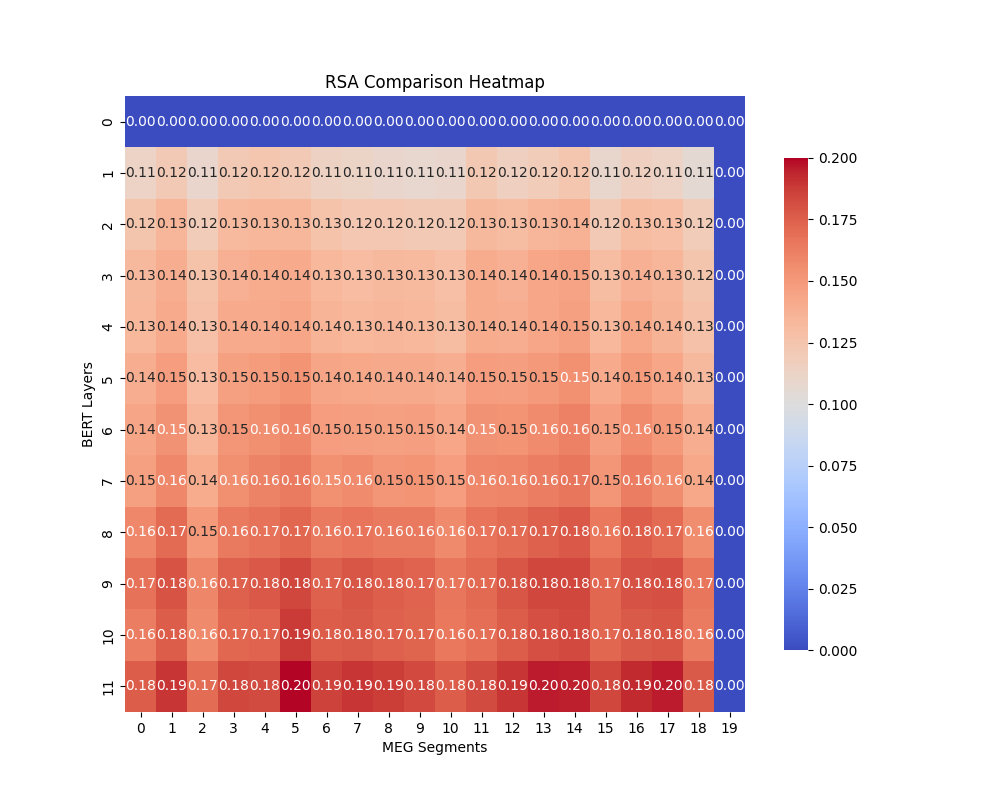 RSA Comparison Heatmap
0 0.00 0.00 0.00 0.00 0.00 0.00 0.00 0.00 0.00 0.00 0.00 0.00 0.00 0.00 0.00 0.00 0.00 0.00 0.00 0.00
1 0.11 0.12 0.11 0.12 0.12 0.12 0.11 0.11 0.11 0.11 0.11 0.12 0.12 0.12 0.12 0.11 0.12 0.11 0.11 0.00
2 0.12 0.13 0.12 0.13 0.13 0.13 0.13 0.12 0.12 0.12 0.12 0.13 0.13 0.13 0.14 0.12 0.13 0.13 0.12 0.00
3 0.13 0.14 0.13 0.14 0.14 0.14 0.13 0.13 0.13 0.13 0.13 0.14 0.14 0.14 0.15 0.13 0.14 0.13 0.12 0.00
4 0.13 0.14 0.13 0.14 0.14 0.14 0.14 0.13 0.14 0.13 0.13 0.14 0.14 0.14 0.15 0.13 0.14 0.14 0.13 0.00
5 0.14 0.15 0.13 0.15 0.15 0.15 0.14 0.14 0.14 0.14 0.14 0.15 0.15 0.15 0.15 0.14 0.15 0.14 0.13 0.00
6 0.14 0.15 0.13 0.15 0.16 0.16 0.15 0.15 0.15 0.15 0.14 0.15 0.15 0.16 0.16 0.15 0.16 0.15 0.14 0.00
7 0.15 0.16 0.14 0.16 0.16 0.16 0.15 0.16 0.15 0.15 0.15 0.16 0.16 0.16 0.17 0.15 0.16 0.16 0.14 0.00
8 0.16 0.17 0.15 0.16 0.17 0.17 0.16 0.17 0.16 0.16 0.16 0.17 0.17 0.17 0.18 0.16 0.18 0.17 0.16 0.00
9 0.17 0.18 0.16 0.17 0.18 0.18 0.17 0.18 0.18 0.17 0.17 0.17 0.18 0.18 0.18 0.17 0.18 0.18 0.17 0.00
10 0.16 0.18 0.16 0.17 0.17 0.19 0.18 0.18 0.17 0.17 0.16 0.17 0.18 0.18 0.18 0.17 0.18 0.18 0.16 0.00
11 0.18 0.19 0.17 0.18 0.18 0.20 0.19 0.19 0.19 0.18 0.18 0.18 0.19 0.20 0.20 0.18 0.19 0.20 0.18 0.00
BERT Layers
0 1 2 3 4 5 6 7 8 9 10 11 12 13 14 15 16 17 18 19
MEG Segments
0.200
0.175
0.150
0.125
0.100
0.075
0.050
0.025
0.000